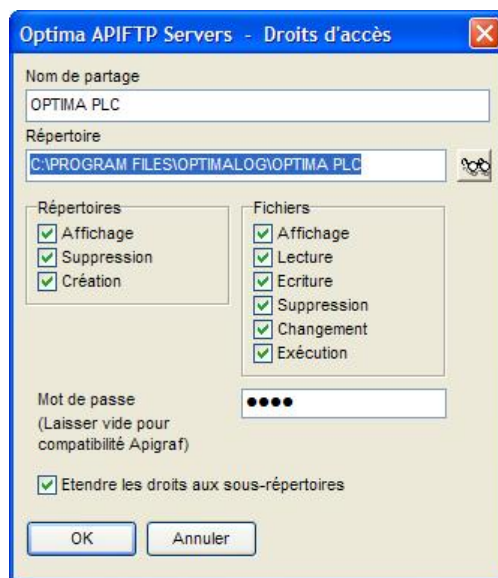 Optima APIFTP Servers - Droits d'accès
Nom de partage
OPTIMA PLC
Répertoire
C:\PROGRAM FILES\OPTIMALOG\OPTIMA PLC
Répertoires
Affichage
Suppression
Création
Fichiers
Affichage
Lecture
Ecriture
Suppression
Changement
Exécution
Mot de passe
(Laisser vide pour
compatibilité Apigraf)
●●●●
Etendre les droits aux sous-répertoires
OK
Annuler